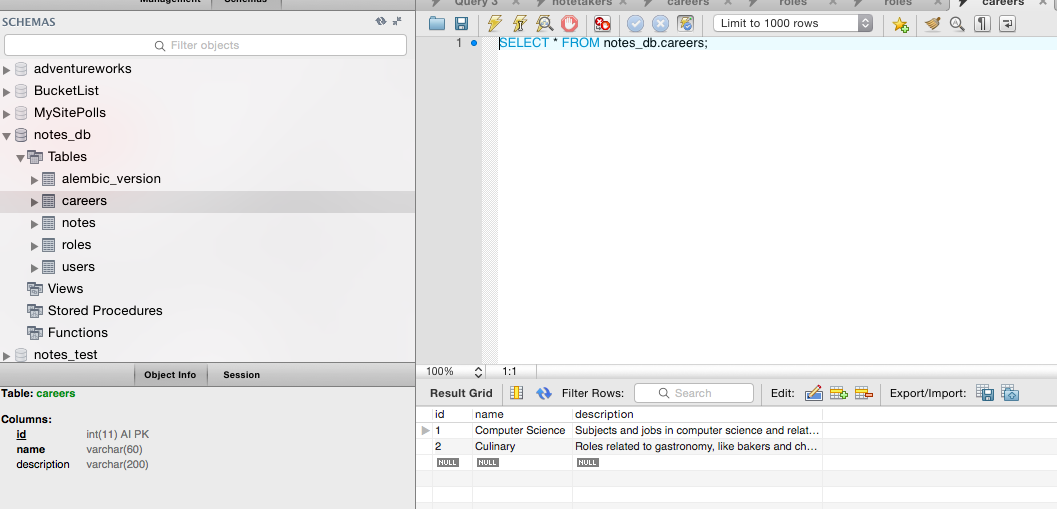 Management Schemas
SCHEMAS
Filter objects
adventureworks
BucketList
MySitePolls
notes_db
Tables
alembic_version
careers
notes
roles
users
Views
Stored Procedures
Functions
notes_test
Object Info Session
Table: careers
Columns:
id int(11) AI PK
name varchar(60)
description varchar(200)
Query 3 notetakers careers roles roles careers
Limit to 1000 rows
1 SELECT * FROM notes_db.careers;
100% 1:1
Result Grid Filter Rows: Search Edit: Export/Import:
id name description
1 Computer Science Subjects and jobs in computer science and relat...
2 Culinary Roles related to gastronomy, like bakers and ch...
NULL NULL NULL